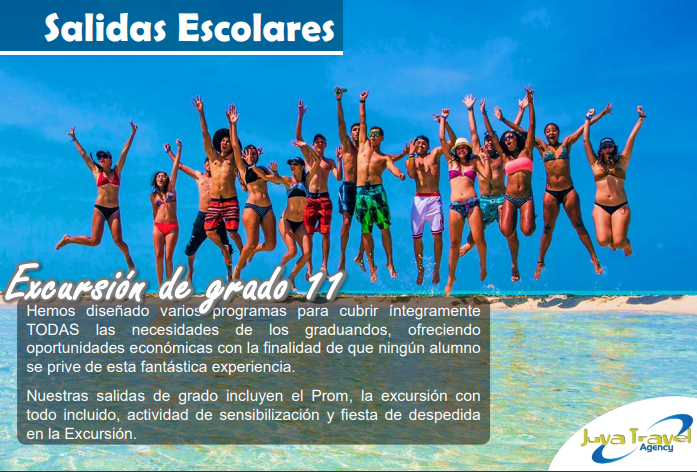 Salidas Escolares
Excursión de grado 11
Hemos diseñado varios programas para cubrir íntegramente
TODAS las necesidades de los graduandos, ofreciendo
oportunidades económicas con la finalidad de que ningún alumno
se prive de esta fantástica experiencia.
Nuestras salidas de grado incluyen el Prom, la excursión con
todo incluido, actividad de sensibilización y fiesta de despedida
en la Excursión.
Juya Travel
Agency